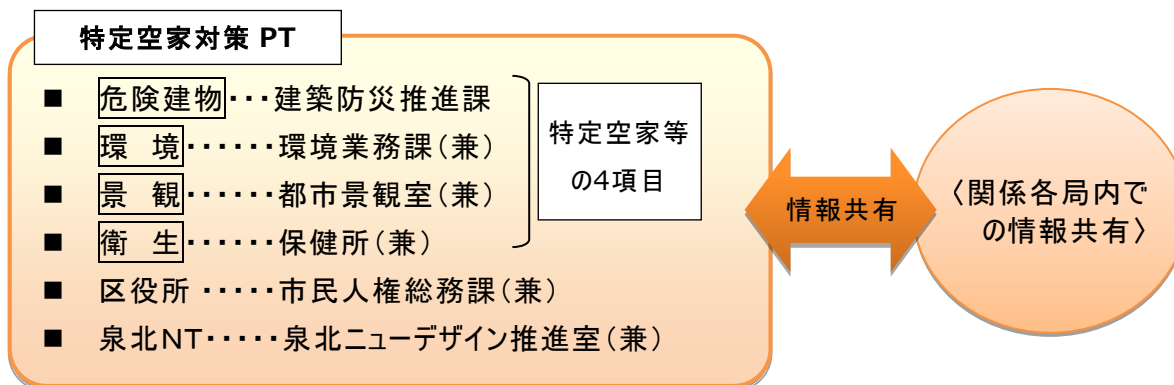 特定空家対策 PT
■ 危険建物・・・建築防災推進課
■ 環 境・・・・・・環境業務課(兼)
■ 景 観・・・・・・都市景観室(兼)
■ 衛 生・・・・・・保健所(兼)
■ 区役所 ・・・・・市民人権総務課(兼)
■ 泉北NT・・・・・泉北ニューデザイン推進室(兼)
特定空家等
の4項目
情報共有
〈関係各局内で
の情報共有〉